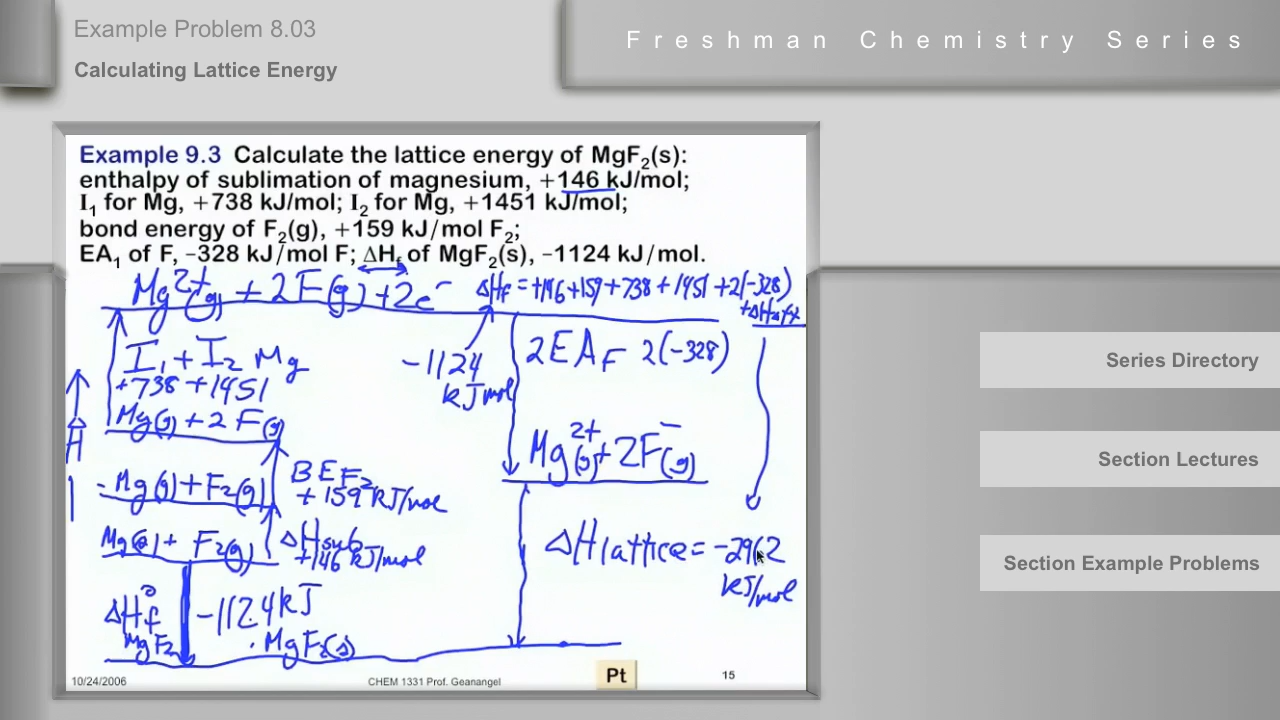 Example Problem 8.03
Calculating Lattice Energy
Freshman Chemistry Series
Example 9.3 Calculate the lattice energy of MgF₂(s):
enthalpy of sublimation of magnesium, +146 kJ/mol;
I₁ for Mg, +738 kJ/mol; I₂ for Mg, +1451 kJ/mol;
bond energy of F₂(g), +159 kJ/mol F₂;
EA₁ of F, −328 kJ/mol F; ΔHf of MgF₂(s), −1124 kJ/mol.
Mg²⁺(g) + 2F(g) + 2e⁻
ΔHf = +146+159+738+1451+2(-328)
+ΔHlattx
I₁ + I₂ Mg
+738 +1451
-1124
kJ/mol
2EA F 2(-328)
Mg(g) + 2F(g)
H
Mg²⁺(g) + 2F⁻(g)
Mg(g) + F₂(g)
BE F₂
+159 kJ/mol
Mg(s) + F₂(g)
ΔHsub
+146 kJ/mol
ΔHlattice = -2962
kJ/mol
ΔH°f
MgF₂
-1124 kJ
MgF₂(s)
10/24/2006
CHEM 1331 Prof. Geanangel
Pt
15
Series Directory
Section Lectures
Section Example Problems